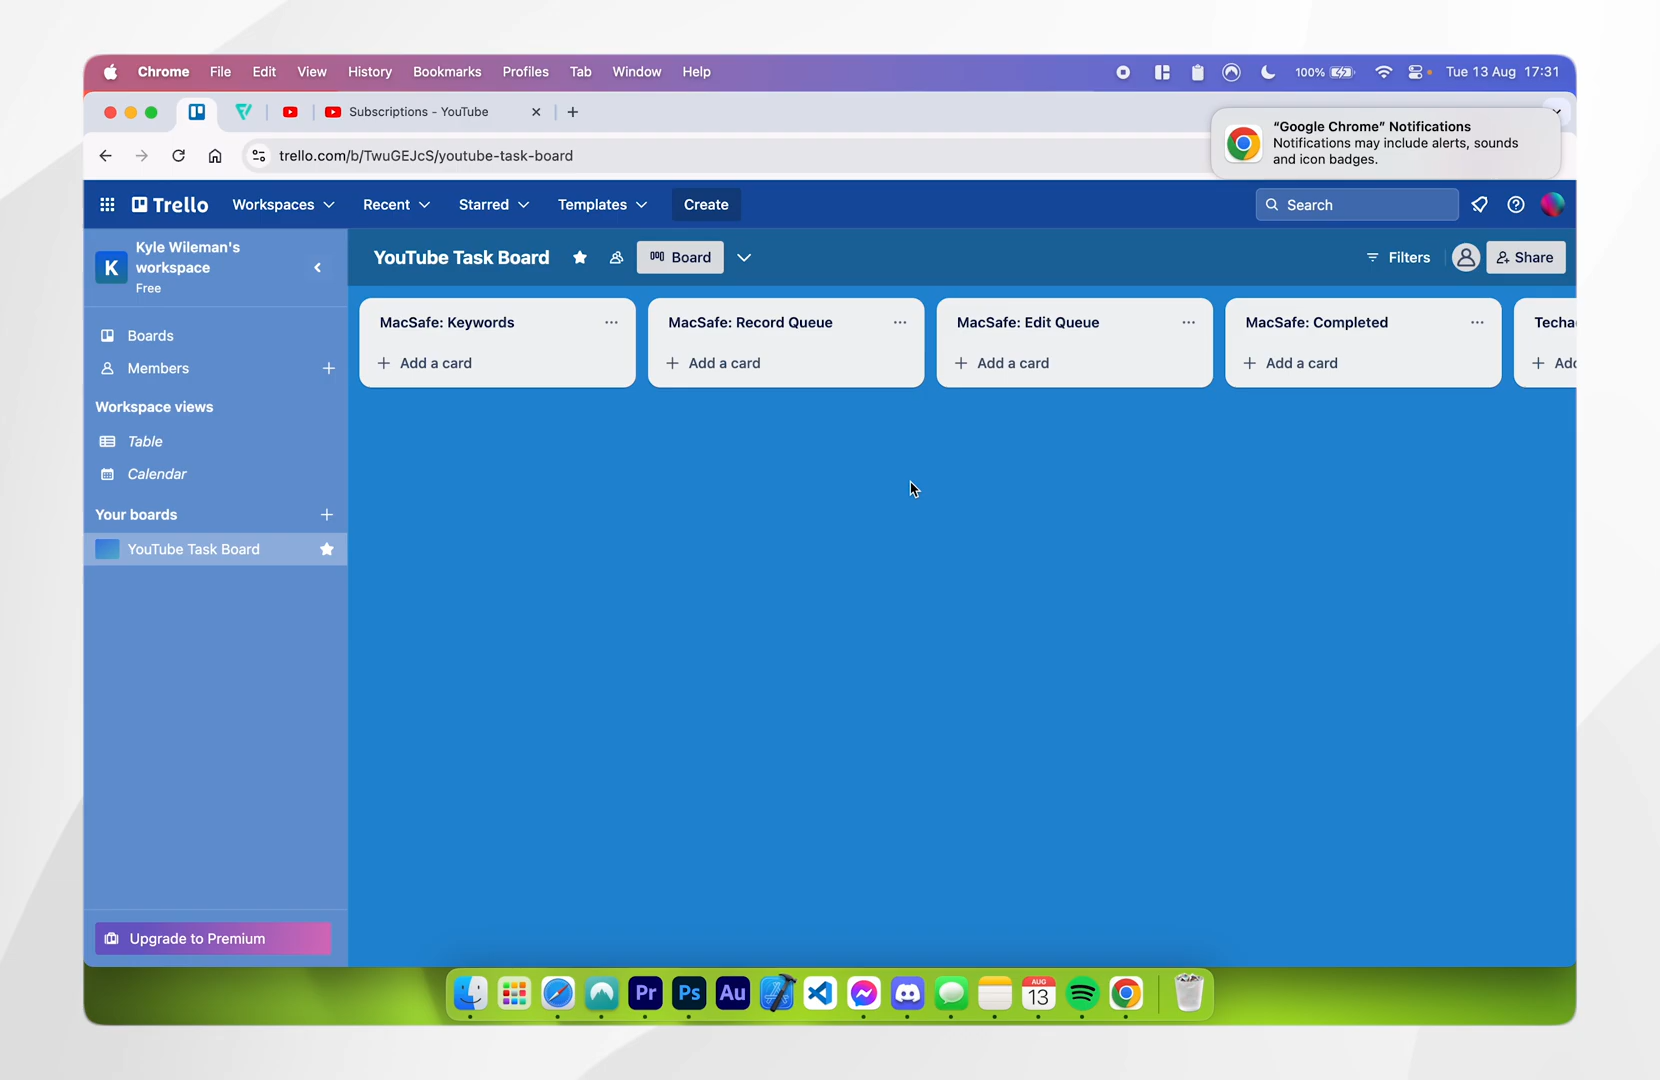 Chrome File Edit View History Bookmarks Profiles Tab Window Help 100% Tue 13 Aug 17:31
Subscriptions - YouTube
"Google Chrome" Notifications
Notifications may include alerts, sounds
and icon badges.
trello.com/b/TwuGEJcS/youtube-task-board
Trello Workspaces Recent Starred Templates Create Search
K
Kyle Wileman's
workspace
Free
YouTube Task Board Board Filters Share
Boards
Members
Workspace views
Table
Calendar
Your boards
YouTube Task Board
MacSafe: Keywords
Add a card
MacSafe: Record Queue
Add a card
MacSafe: Edit Queue
Add a card
MacSafe: Completed
Add a card
Techa
Add
Upgrade to Premium
Pr Ps Au AUG
13